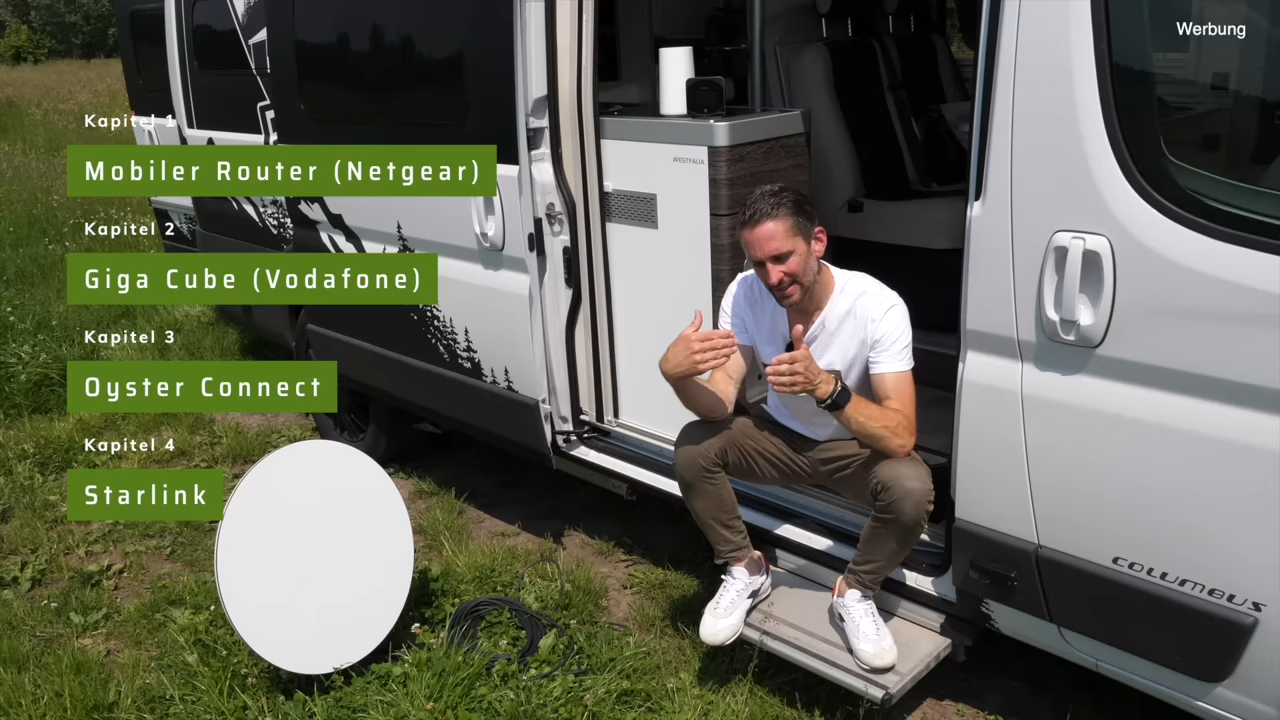 Werbung
Kapitel 1
Mobiler Router (Netgear)
Kapitel 2
Giga Cube (Vodafone)
Kapitel 3
Oyster Connect
Kapitel 4
Starlink
WESTFALIA
COLUMBUS